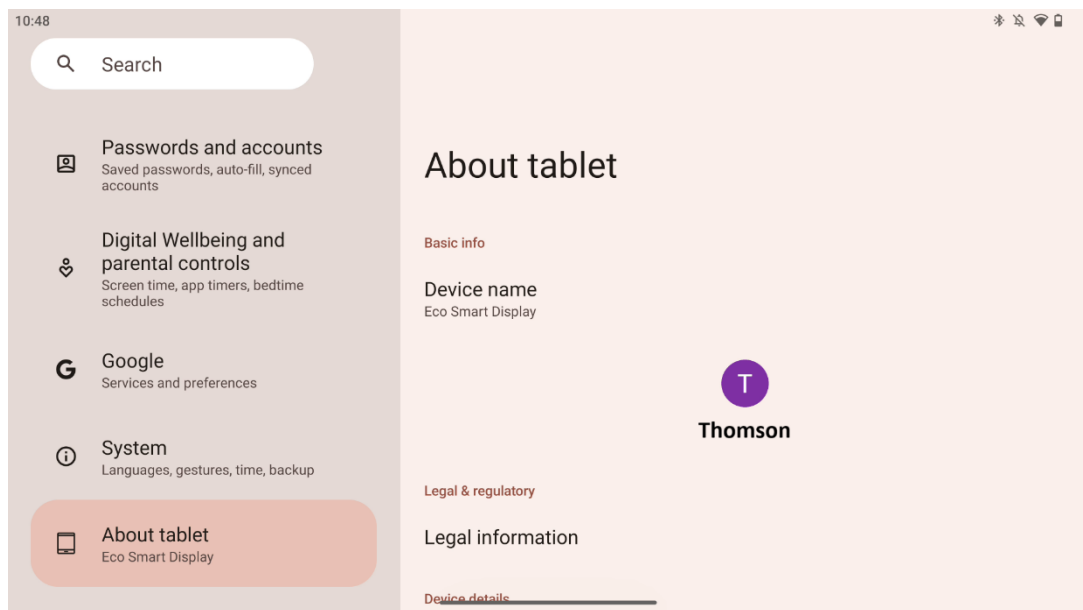 10:48
Search
Passwords and accounts
Saved passwords, auto-fill, synced
accounts
Digital Wellbeing and
parental controls
Screen time, app timers, bedtime
schedules
Google
Services and preferences
System
Languages, gestures, time, backup
About tablet
Eco Smart Display
About tablet
Basic info
Device name
Eco Smart Display
T
Thomson
Legal & regulatory
Legal information
Device details